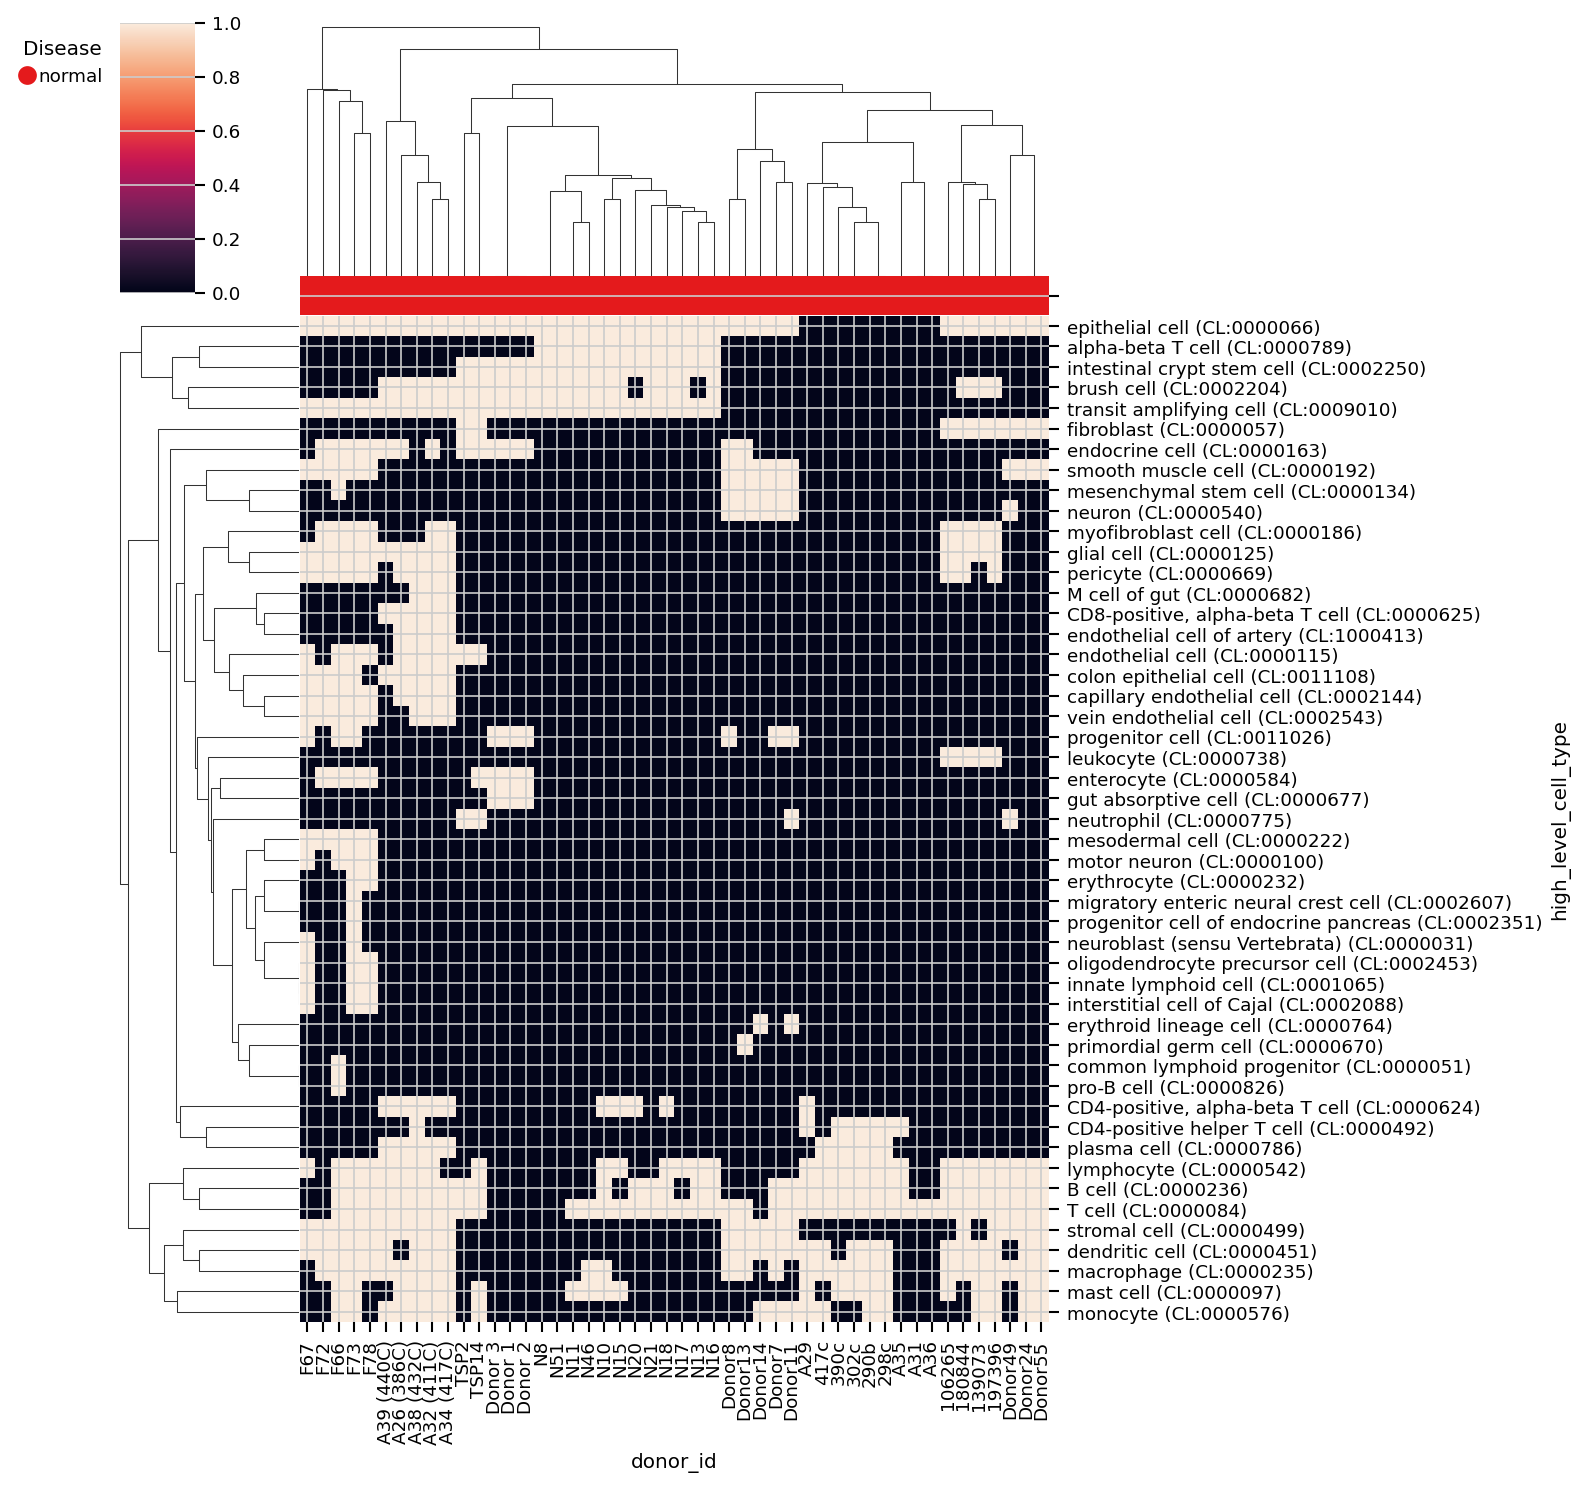 Disease
normal
1.0
0.8
0.6
0.4
0.2
0.0
epithelial cell (CL:0000066)
alpha-beta T cell (CL:0000789)
intestinal crypt stem cell (CL:0002250)
brush cell (CL:0002204)
transit amplifying cell (CL:0009010)
fibroblast (CL:0000057)
endocrine cell (CL:0000163)
smooth muscle cell (CL:0000192)
mesenchymal stem cell (CL:0000134)
neuron (CL:0000540)
myofibroblast cell (CL:0000186)
glial cell (CL:0000125)
pericyte (CL:0000669)
M cell of gut (CL:0000682)
CD8-positive, alpha-beta T cell (CL:0000625)
endothelial cell of artery (CL:1000413)
endothelial cell (CL:0000115)
colon epithelial cell (CL:0011108)
capillary endothelial cell (CL:0002144)
vein endothelial cell (CL:0002543)
progenitor cell (CL:0011026)
leukocyte (CL:0000738)
enterocyte (CL:0000584)
gut absorptive cell (CL:0000677)
neutrophil (CL:0000775)
mesodermal cell (CL:0000222)
motor neuron (CL:0000100)
erythrocyte (CL:0000232)
migratory enteric neural crest cell (CL:0002607)
progenitor cell of endocrine pancreas (CL:0002351)
neuroblast (sensu Vertebrata) (CL:0000031)
oligodendrocyte precursor cell (CL:0002453)
innate lymphoid cell (CL:0001065)
interstitial cell of Cajal (CL:0002088)
erythroid lineage cell (CL:0000764)
primordial germ cell (CL:0000670)
common lymphoid progenitor (CL:0000051)
pro-B cell (CL:0000826)
CD4-positive, alpha-beta T cell (CL:0000624)
CD4-positive helper T cell (CL:0000492)
plasma cell (CL:0000786)
lymphocyte (CL:0000542)
B cell (CL:0000236)
T cell (CL:0000084)
stromal cell (CL:0000499)
dendritic cell (CL:0000451)
macrophage (CL:0000235)
mast cell (CL:0000097)
monocyte (CL:0000576)
high_level_cell_type
F67
F72
F66
F73
F78
A39 (440C)
A26 (386C)
A38 (432C)
A32 (411C)
A34 (417C)
TSP2
TSP14
Donor 3
Donor 1
Donor 2
N8
N51
N11
N46
N10
N15
N20
N21
N18
N17
N13
N16
Donor8
Donor13
Donor14
Donor7
Donor11
A29
417c
390c
302c
290b
298c
A35
A31
A36
106265
180844
139073
197396
Donor49
Donor24
Donor55
donor_id